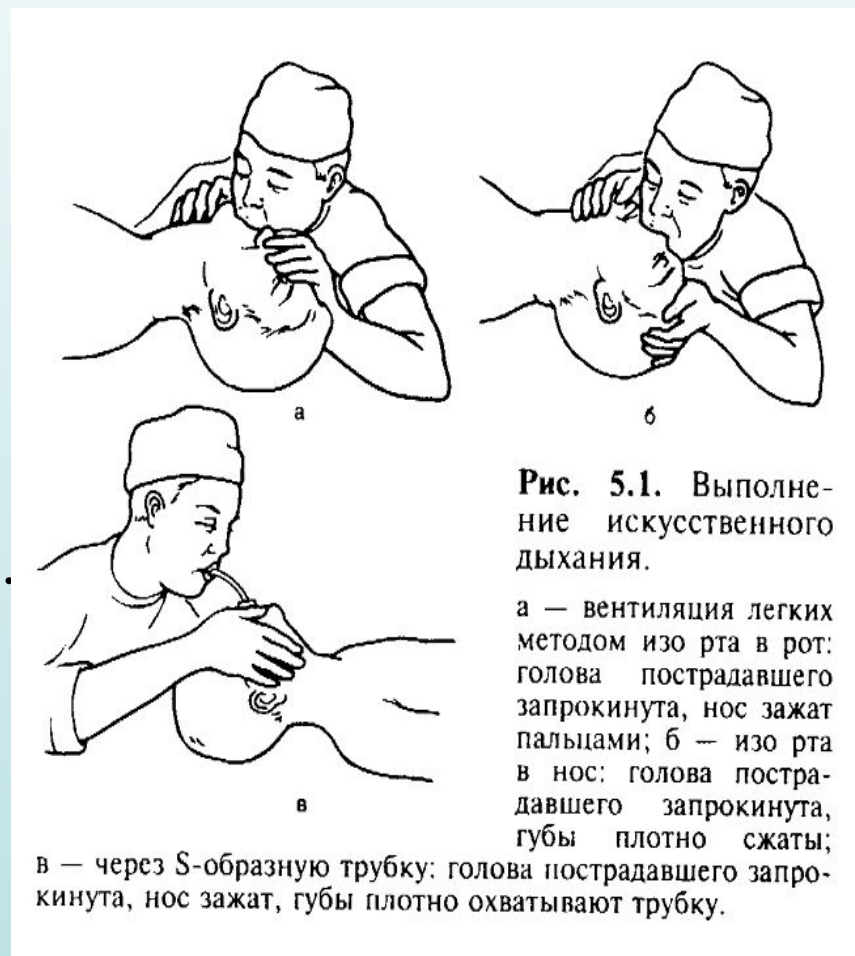 а
б
в
Рис. 5.1. Выполне-
ние искусственного
дыхания.
а — вентиляция легких
методом изо рта в рот:
голова пострадавшего
запрокинута, нос зажат
пальцами; б — изо рта
в нос: голова постра-
давшего запрокинута,
губы плотно сжаты;
в — через S-образную трубку: голова пострадавшего запро-
кинута, нос зажат, губы плотно охватывают трубку.